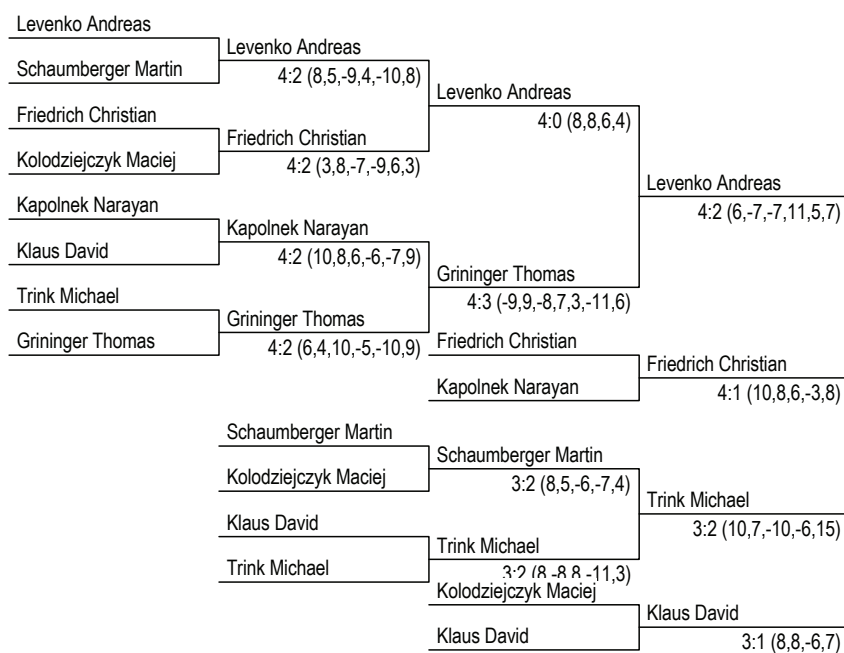 Levenko Andreas
Levenko Andreas
Schaumberger Martin
4:2 (8,5,-9,4,-10,8)
Levenko Andreas
Friedrich Christian
4:0 (8,8,6,4)
Friedrich Christian
Kolodziejczyk Maciej
4:2 (3,8,-7,-9,6,3)
Levenko Andreas
Kapolnek Narayan
4:2 (6,-7,-7,11,5,7)
Kapolnek Narayan
Klaus David
4:2 (10,8,6,-6,-7,9)
Grininger Thomas
Trink Michael
4:3 (-9,9,-8,7,3,-11,6)
Grininger Thomas
Grininger Thomas
4:2 (6,4,10,-5,-10,9)
Friedrich Christian
Friedrich Christian
Kapolnek Narayan
4:1 (10,8,6,-3,8)
Schaumberger Martin
Schaumberger Martin
Kolodziejczyk Maciej
3:2 (8,5,-6,-7,4)
Trink Michael
Klaus David
3:2 (10,7,-10,-6,15)
Trink Michael
Trink Michael
3:2 (8,-8,8,-11,3)
Kolodziejczyk Maciej
Klaus David
Klaus David
3:1 (8,8,-6,7)